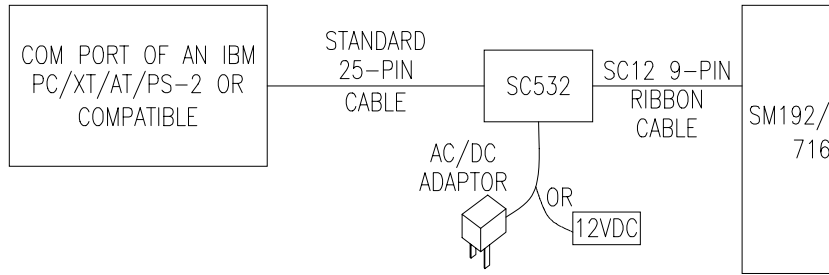 COM PORT OF AN IBM
PC/XT/AT/PS-2 OR
COMPATIBLE
STANDARD
25-PIN
CABLE
SC532
SC12 9-PIN
RIBBON
CABLE
SM192/
716
AC/DC
ADAPTOR
OR
12VDC